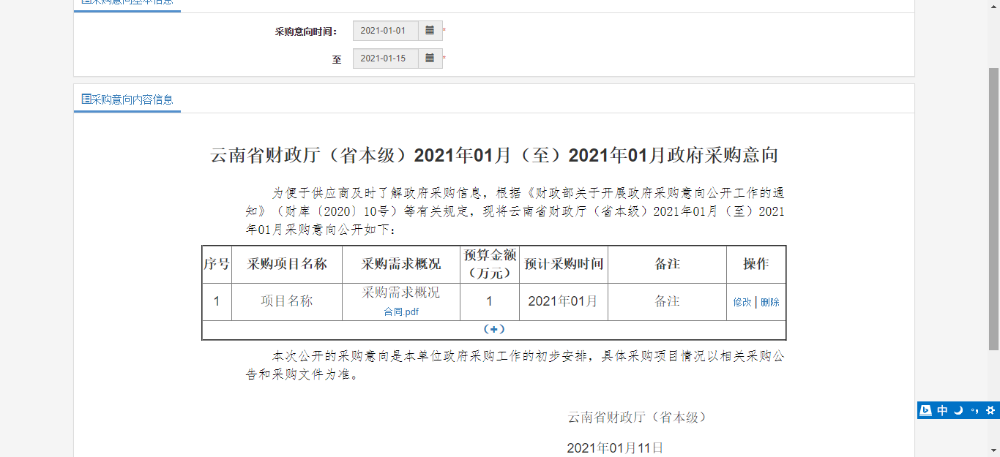 采购意向基本信息
采购意向时间：
2021-01-01
*
至
2021-01-15
*
采购意向内容信息
云南省财政厅（省本级）2021年01月（至）2021年01月政府采购意向
为便于供应商及时了解政府采购信息，根据《财政部关于开展政府采购意向公开工作的通
知》（财库〔2020〕10号）等有关规定，现将云南省财政厅（省本级）2021年01月（至）2021
年01月采购意向公开如下：
序号 采购项目名称 采购需求概况 预算金额（万元） 预计采购时间 备注 操作
1 项目名称 采购需求概况 合同.pdf 1 2021年01月 备注 修改 | 删除
（+）
本次公开的采购意向是本单位政府采购工作的初步安排，具体采购项目情况以相关采购公
告和采购文件为准。
云南省财政厅（省本级）
2021年01月11日
中